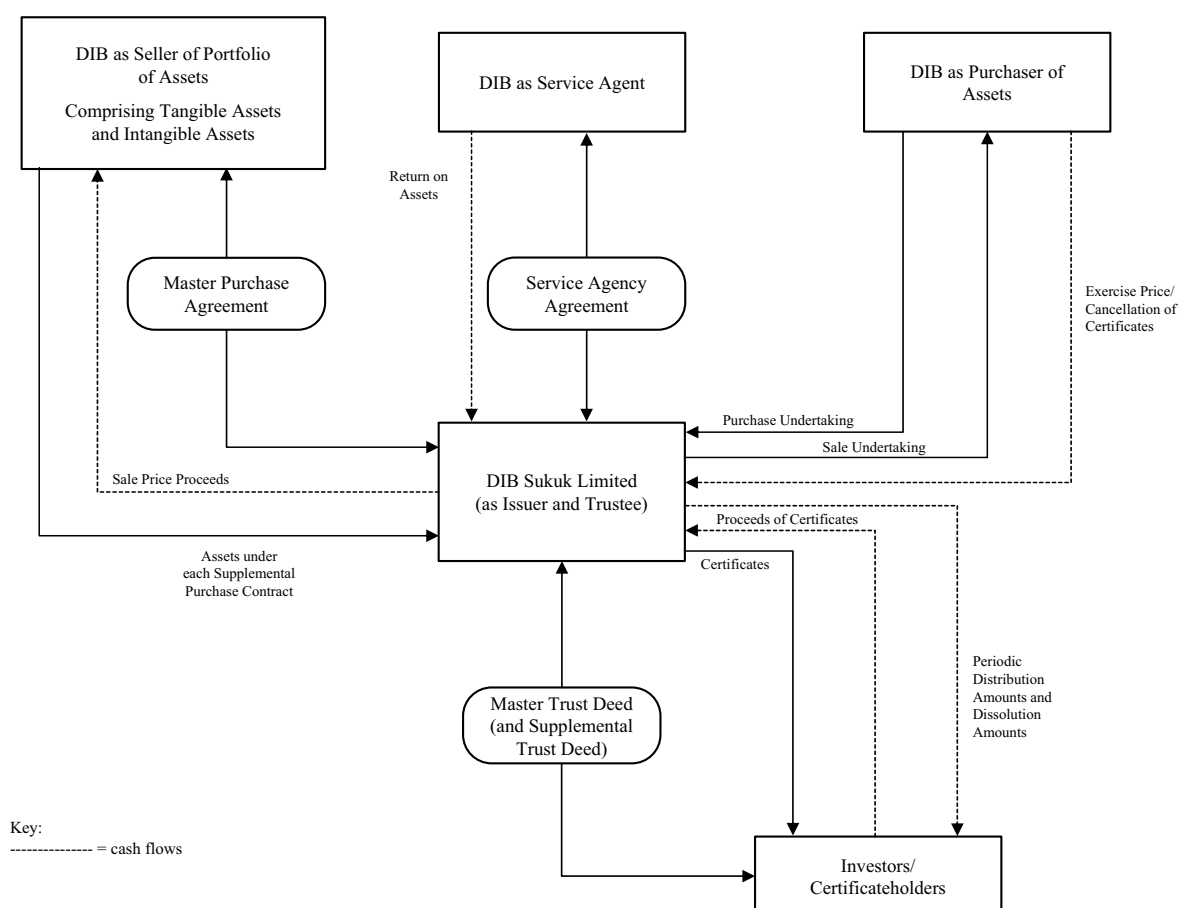 DIB as Seller of Portfolio
of Assets
Comprising Tangible Assets
and Intangible Assets
DIB as Service Agent
DIB as Purchaser of
Assets
Return on
Assets
Master Purchase
Agreement
Service Agency
Agreement
Exercise Price/
Cancellation of
Certificates
Purchase Undertaking
Sale Undertaking
Sale Price Proceeds
DIB Sukuk Limited
(as Issuer and Trustee)
Proceeds of Certificates
Certificates
Assets under
each Supplemental
Purchase Contract
Periodic
Distribution
Amounts and
Dissolution
Amounts
Master Trust Deed
(and Supplemental
Trust Deed)
Key:
--------------- = cash flows
Investors/
Certificateholders